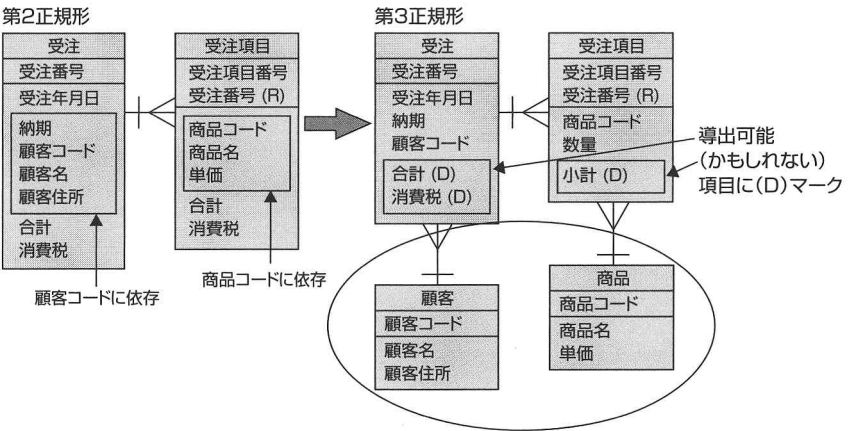 第2正規形
受注
受注番号
受注年月日
納期
顧客コード
顧客名
顧客住所
合計
消費税
顧客コードに依存
受注項目
受注項目番号
受注番号 (R)
商品コード
商品名
単価
合計
消費税
商品コードに依存
第3正規形
受注
受注番号
受注年月日
納期
顧客コード
合計 (D)
消費税 (D)
受注項目
受注項目番号
受注番号 (R)
商品コード
数量
小計 (D)
導出可能
(かもしれない)
項目に(D)マーク
顧客
顧客コード
顧客名
顧客住所
商品
商品コード
商品名
単価